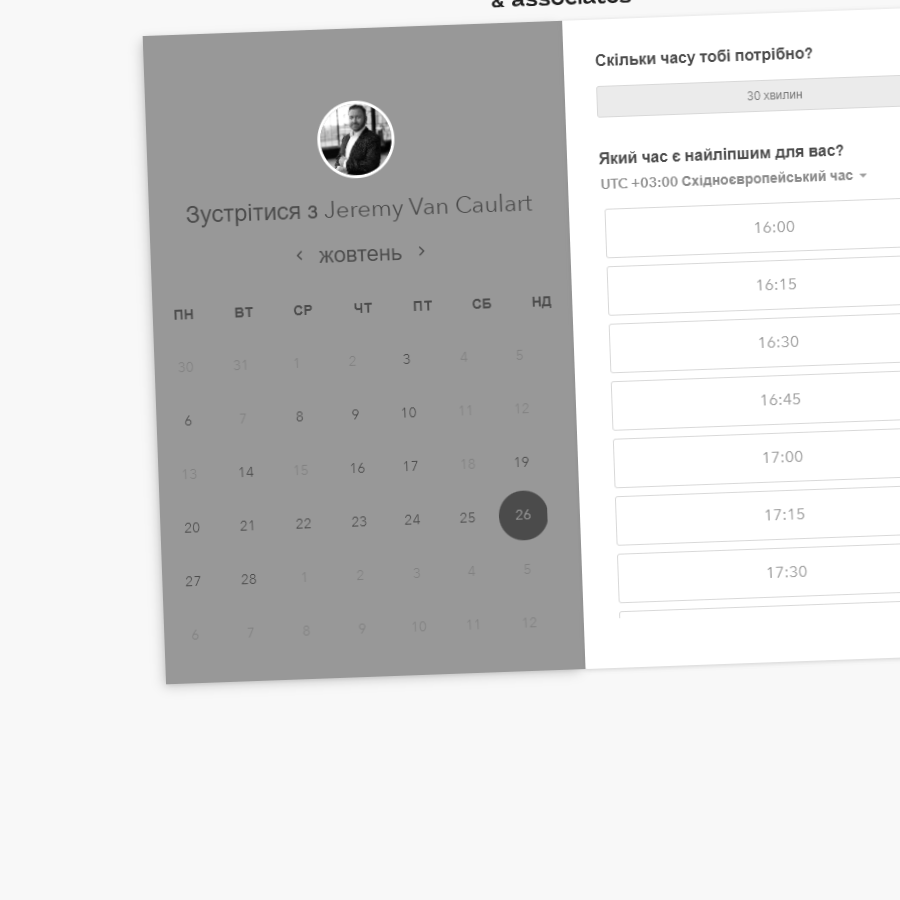 & associates
Зустрітися з Jeremy Van Caulart
жовтень
ПН ВТ СР ЧТ ПТ СБ НД
30 31 1 2 3 4 5
6 7 8 9 10 11 12
13 14 15 16 17 18 19
20 21 22 23 24 25 26
27 28 1 2 3 4 5
6 7 8 9 10 11 12
Скільки часу тобі потрібно?
30 хвилин
Який час є найліпшим для вас?
UTC +03:00 Східноєвропейський час
16:00
16:15
16:30
16:45
17:00
17:15
17:30